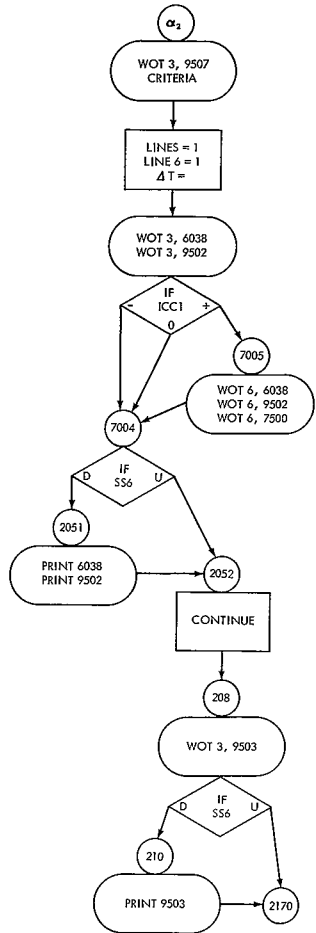 α₂
WOT 3, 9507
CRITERIA
LINES = 1
LINE 6 = 1
Δ T =
WOT 3, 6038
WOT 3, 9502
IF
- ICC1 +
0
7005
WOT 6, 6038
WOT 6, 9502
WOT 6, 7500
7004
IF
D U
SS6
2051
PRINT 6038
PRINT 9502
2052
CONTINUE
208
WOT 3, 9503
D IF U
SS6
210
PRINT 9503
2170